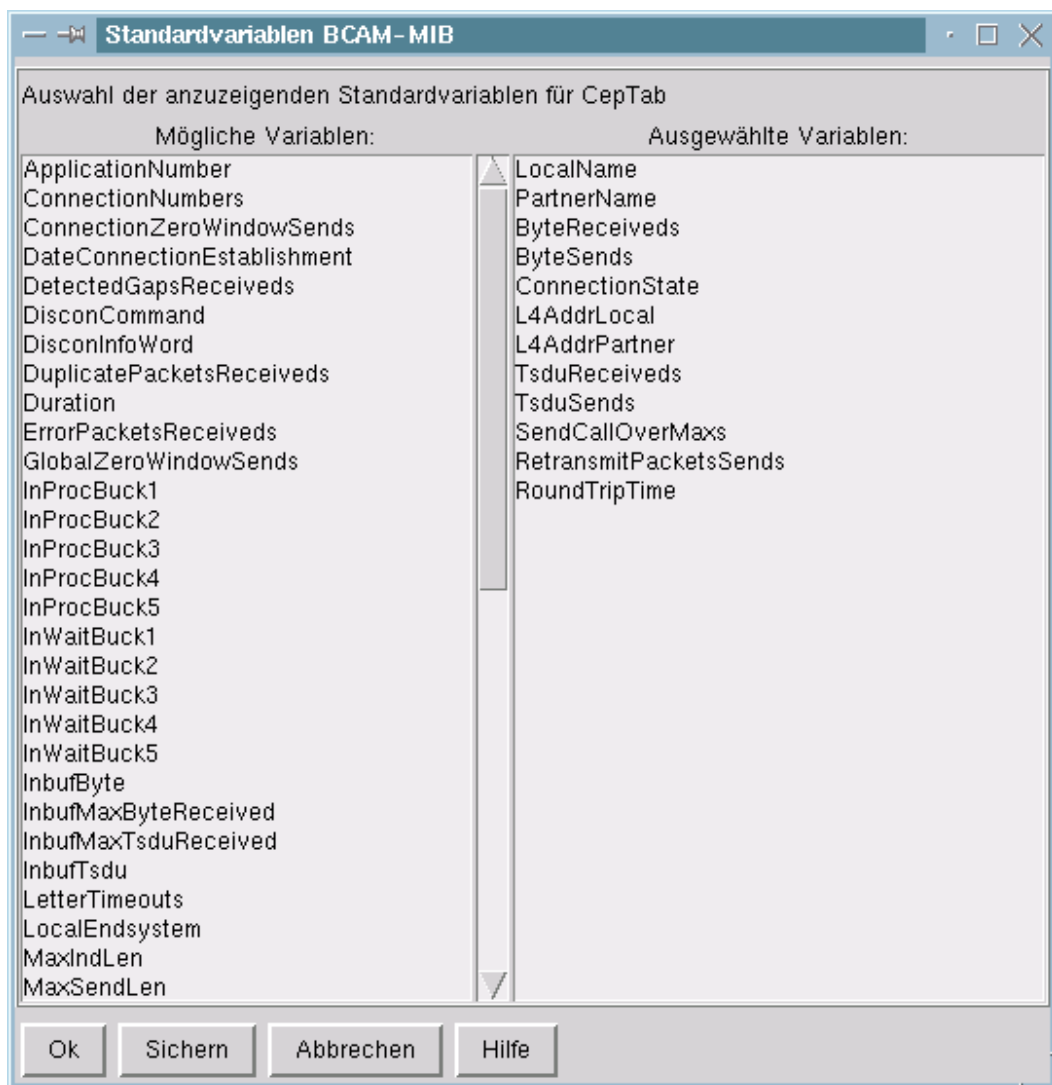 Standardvariablen BCAM-MIB
Auswahl der anzuzeigenden Standardvariablen für CepTab
Mögliche Variablen:
ApplicationNumber
ConnectionNumbers
ConnectionZeroWindowSends
DateConnectionEstablishment
DetectedGapsReceiveds
DisconCommand
DisconInfoWord
DuplicatePacketsReceiveds
Duration
ErrorPacketsReceiveds
GlobalZeroWindowSends
InProcBuck1
InProcBuck2
InProcBuck3
InProcBuck4
InProcBuck5
InWaitBuck1
InWaitBuck2
InWaitBuck3
InWaitBuck4
InWaitBuck5
InbufByte
InbufMaxByteReceived
InbufMaxTsduReceived
InbufTsdu
LetterTimeouts
LocalEndsystem
MaxIndLen
MaxSendLen
Ausgewählte Variablen:
LocalName
PartnerName
ByteReceiveds
ByteSends
ConnectionState
L4AddrLocal
L4AddrPartner
TsduReceiveds
TsduSends
SendCallOverMaxs
RetransmitPacketsSends
RoundTripTime
Ok Sichern Abbrechen Hilfe